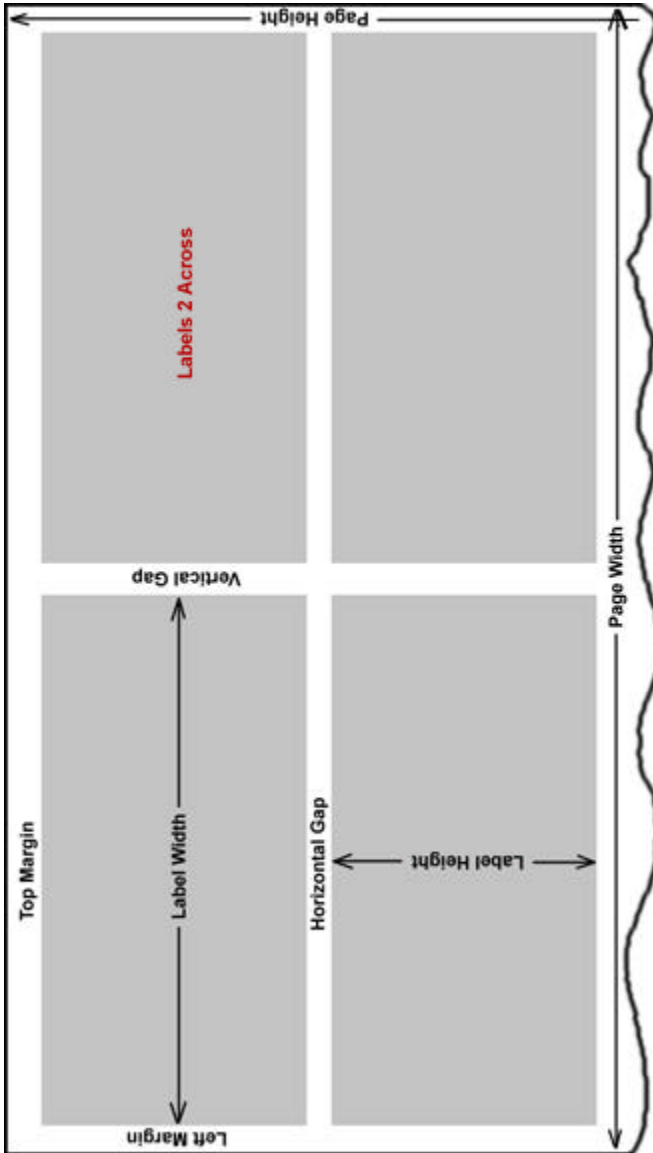 Page Height
Labels 2 Across
Vertical Gap
Page Width
Top Margin
Label Width
Horizontal Gap
Label Height
Left Margin